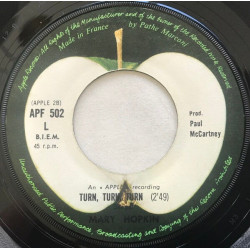 Apple Records. All Rights of the Manufacturer and of the Owner of the Recorded Work Reserved
Made in France by Pathé Marconi
(APPLE 2B)
APF 502
L
B.I.E.M.
45 r.p.m.
Prod.
Paul
McCartney
An APPLE recording
TURN, TURN, TURN (2'49)
MARY HOPKIN
Unauthorised Public Performance, Broadcasting and Copying of this Record Prohibited